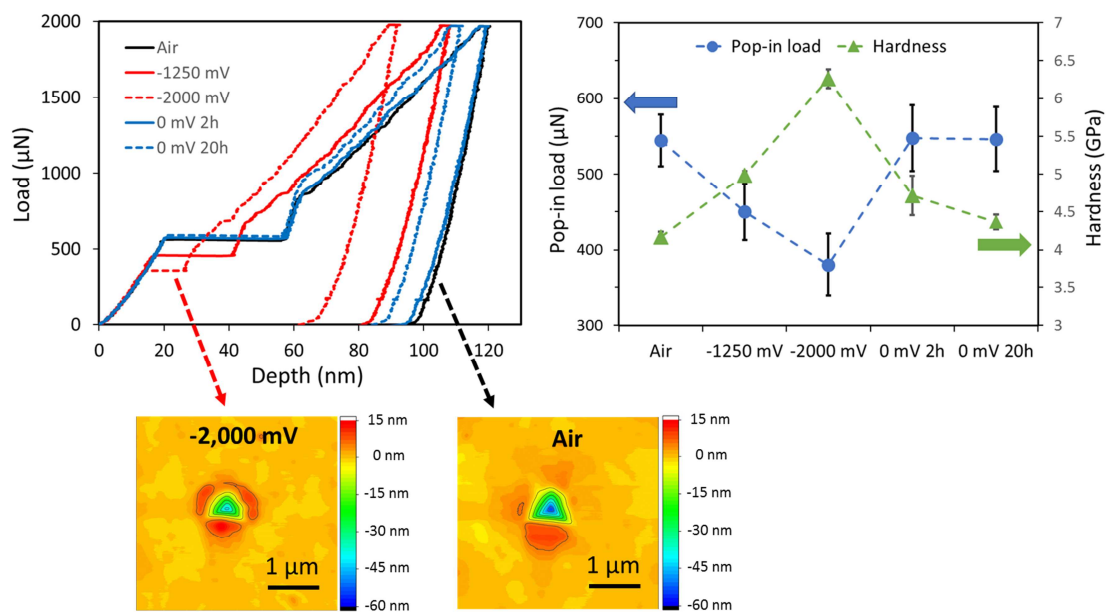 2000
1500
1000
500
0
Load (μN)
Air
-1250 mV
-2000 mV
0 mV 2h
0 mV 20h
0 20 40 60 80 100 120
Depth (nm)
700
600
500
400
300
Pop-in load (μN)
Pop-in load
Hardness
7
6.5
6
5.5
5
4.5
4
3.5
3
Hardness (GPa)
Air -1250 mV -2000 mV 0 mV 2h 0 mV 20h
-2,000 mV
1 μm
15 nm
0 nm
-15 nm
-30 nm
-45 nm
-60 nm
Air
1 μm
15 nm
0 nm
-15 nm
-30 nm
-45 nm
-60 nm